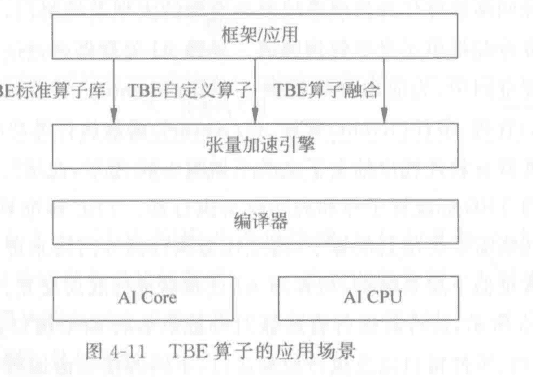 框架/应用
BE标准算子库 TBE自定义算子 TBE算子融合
张量加速引擎
编译器
AI Core AI CPU
图 4-11 TBE 算子的应用场景